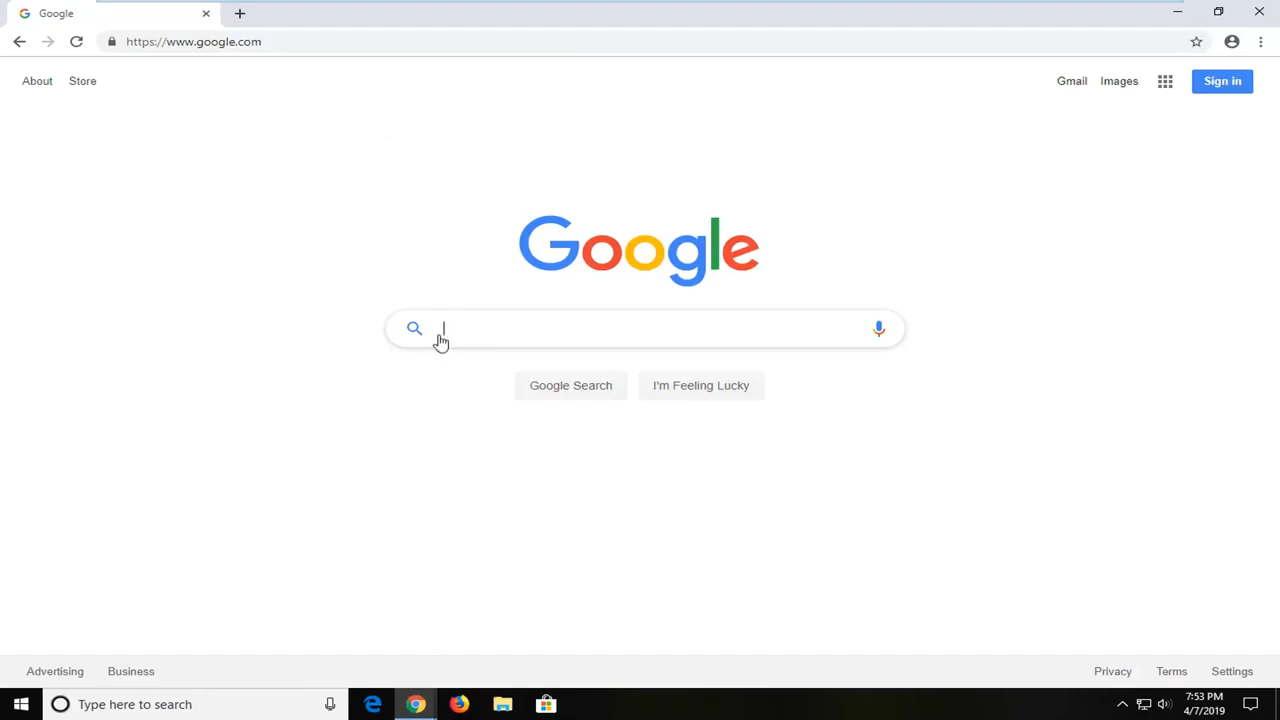 Google
https://www.google.com
About Store Gmail Images Sign in
Google
Google Search I'm Feeling Lucky
Advertising Business Privacy Terms Settings
Type here to search
7:53 PM
4/7/2019